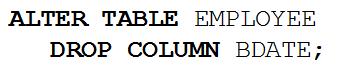 ALTER TABLE EMPLOYEE
DROP COLUMN BDATE;